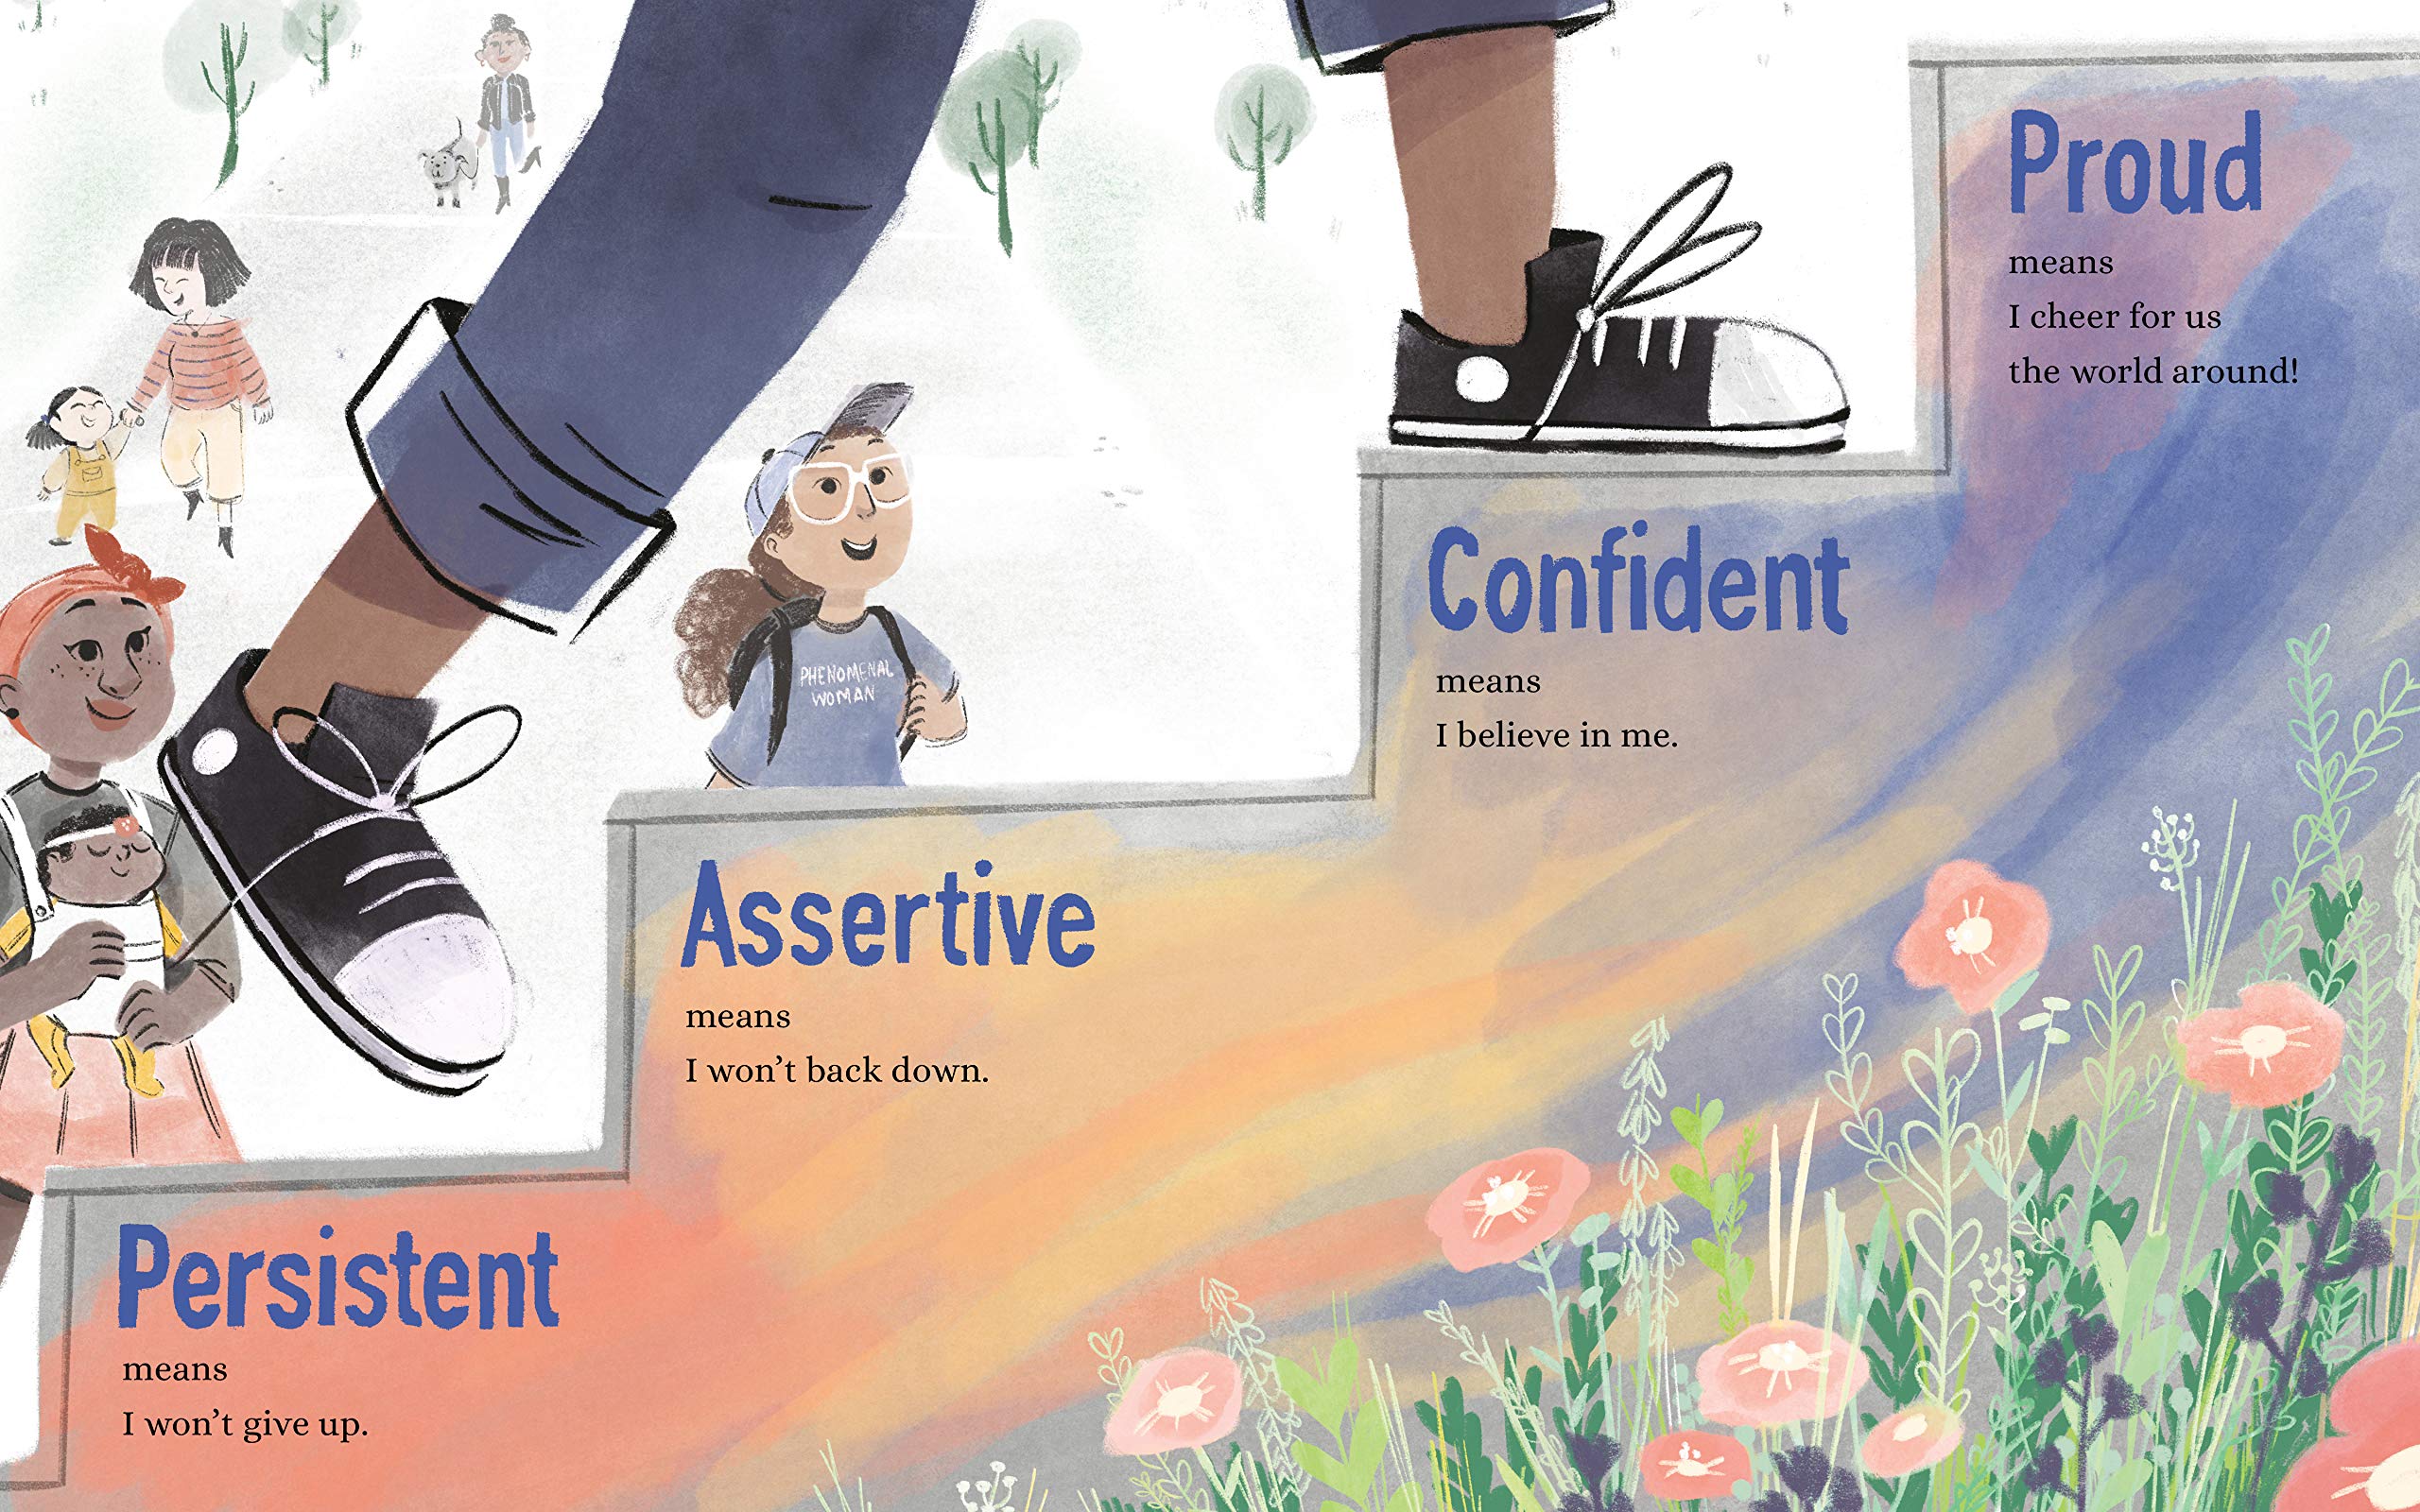 Proud
means
I cheer for us
the world around!
Confident
means
I believe in me.
PHENOMENAL
WOMAN
Assertive
means
I won’t back down.
Persistent
means
I won’t give up.